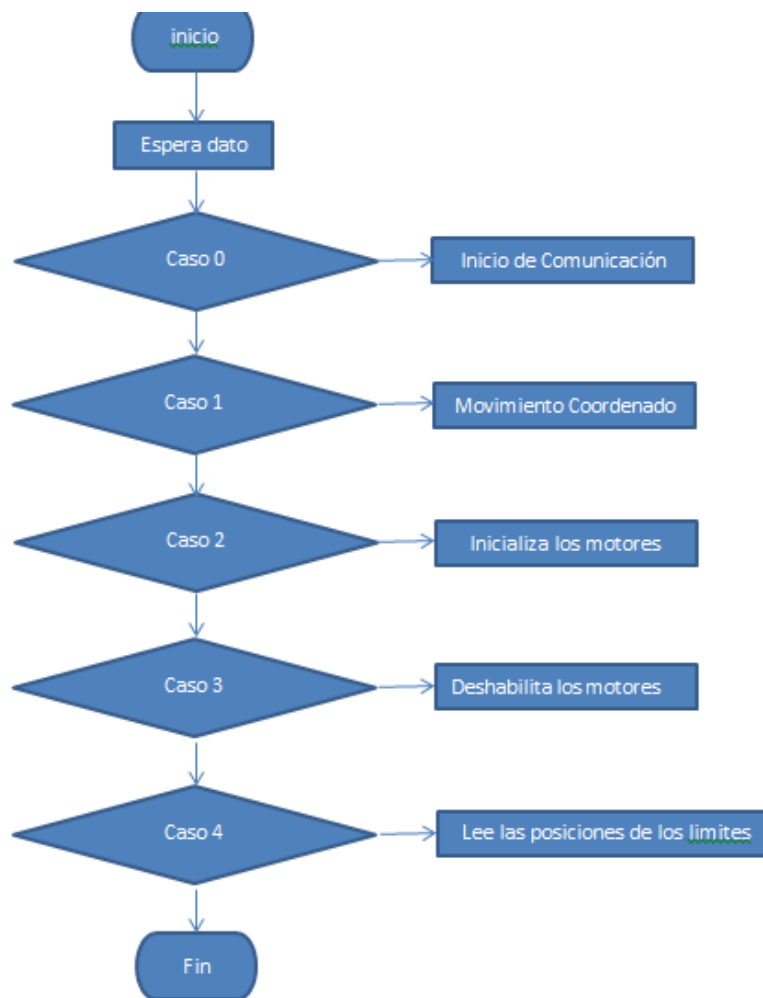 inicio
Espera dato
Caso 0
Inicio de Comunicación
Caso 1
Movimiento Coordenado
Caso 2
Inicializa los motores
Caso 3
Deshabilita los motores
Caso 4
Lee las posiciones de los limites
Fin